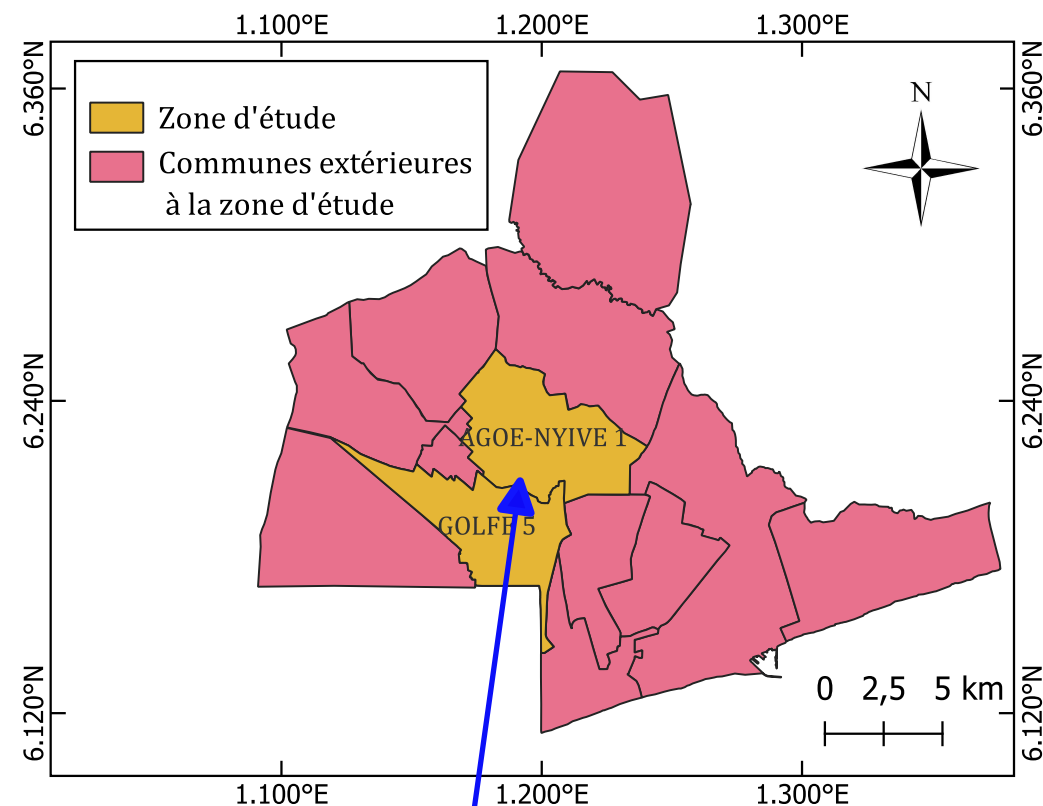 1.100°E 1.200°E 1.300°E
6.360°N 6.360°N
N
Zone d'étude
Communes extérieures
à la zone d'étude
6.240°N 6.240°N
AGOE-NYIVE 1
GOLFE 5
0 2,5 5 km
6.120°N 6.120°N
1.100°E 1.200°E 1.300°E